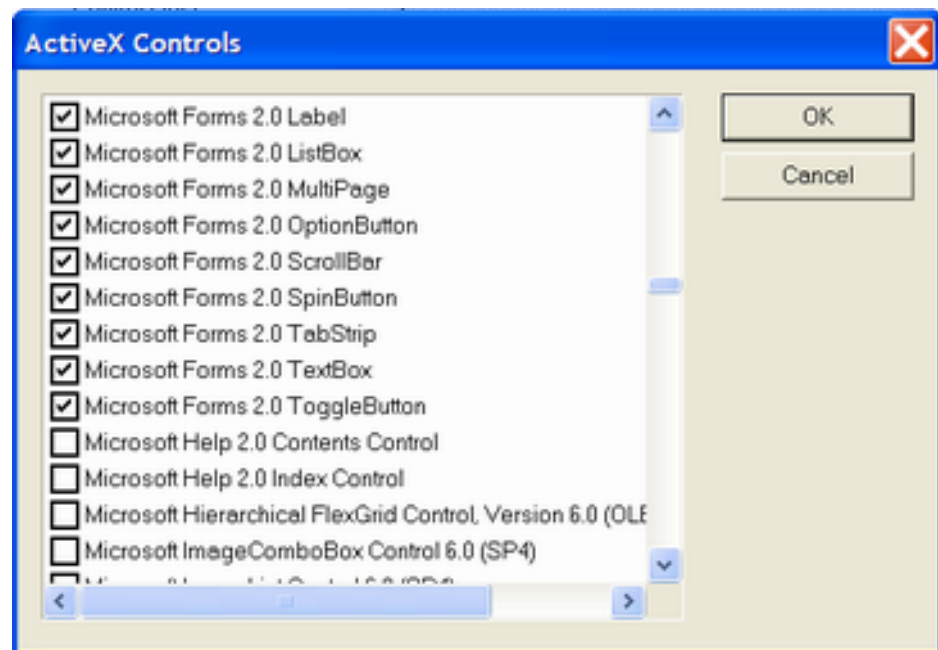 ActiveX Controls
Microsoft Forms 2.0 Label
Microsoft Forms 2.0 ListBox
Microsoft Forms 2.0 MultiPage
Microsoft Forms 2.0 OptionButton
Microsoft Forms 2.0 ScrollBar
Microsoft Forms 2.0 SpinButton
Microsoft Forms 2.0 TabStrip
Microsoft Forms 2.0 TextBox
Microsoft Forms 2.0 ToggleButton
Microsoft Help 2.0 Contents Control
Microsoft Help 2.0 Index Control
Microsoft Hierarchical FlexGrid Control, Version 6.0 (OLE
Microsoft ImageComboBox Control 6.0 (SP4)
OK
Cancel